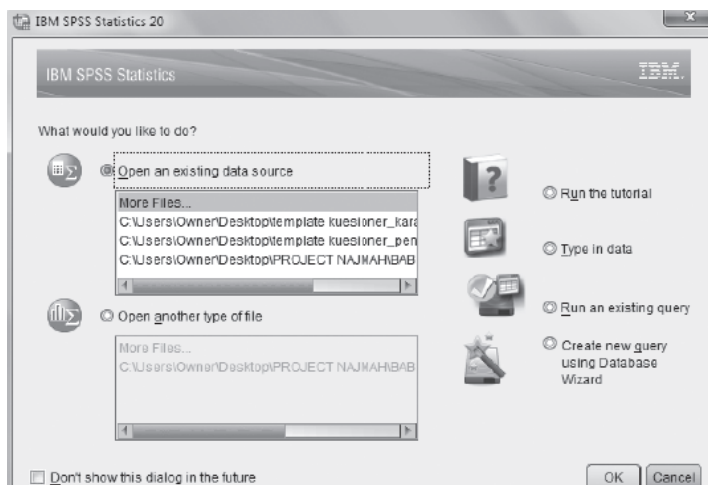 IBM SPSS Statistics 20
IBM SPSS Statistics
IBM.
What would you like to do?
Open an existing data source
More Files...
C:\Users\Owner\Desktop\template kuesioner_kara
C:\Users\Owner\Desktop\template kuesioner_pen
C:\Users\Owner\Desktop\PROJECT NAJMAH\BAB
Open another type of file
More Files...
C:\Users\Owner\Desktop\PROJECT NAJMAH\BAB
Run the tutorial
Type in data
Run an existing query
Create new query
using Database
Wizard
Don't show this dialog in the future
OK
Cancel